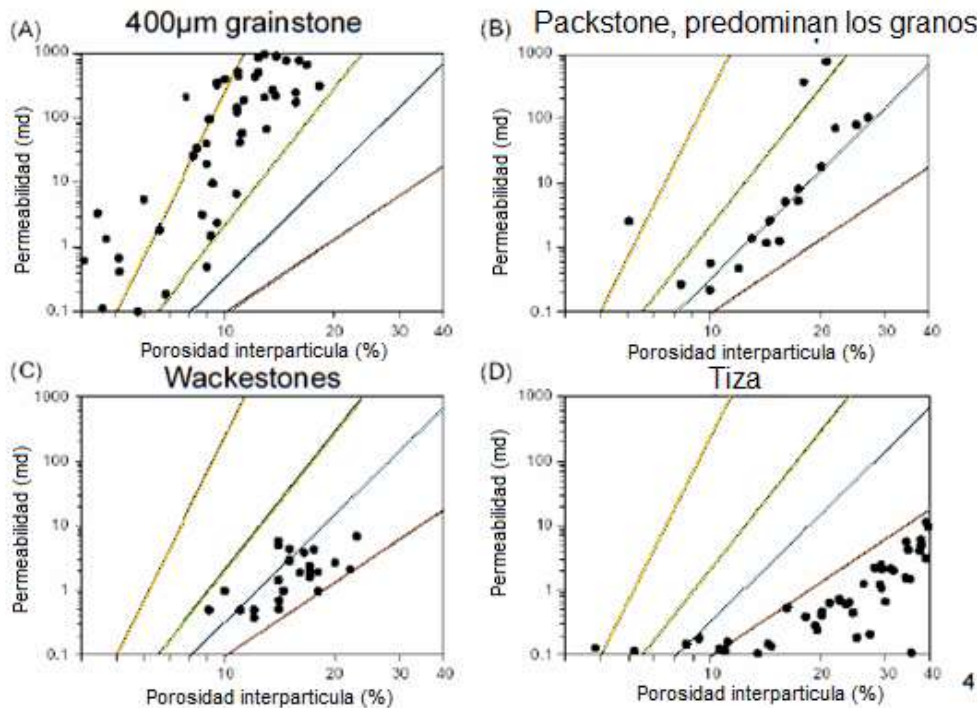 (A) 400µm grainstone
Permeabilidad (md)
1000
100
10
1
0.1
10 20 30 40
Porosidad interparticula (%)
(B) Packstone, predominan los granos
Permeabilidad (md)
1000
100
10
1
0.1
10 20 30 40
Porosidad interparticula (%)
(C) Wackestones
Permeabilidad (md)
1000
100
10
1
0.1
10 20 30 40
Porosidad interparticula (%)
(D) Tiza
Permeabilidad (md)
1000
100
10
1
0.1
10 20 30 40
Porosidad interparticula (%)
4